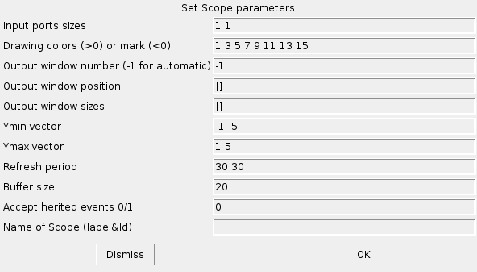 Set Scope parameters
Input ports sizes 1 1
Drawing colors (>0) or mark (<0) 1 3 5 7 9 11 13 15
Output window number (-1 for automatic) -1
Output window position []
Output window sizes []
Ymin vector -1 -5
Ymax vector 1 5
Refresh period 30 30
Buffer size 20
Accept herited events 0/1 0
Name of Scope (label&Id)
Dismiss OK